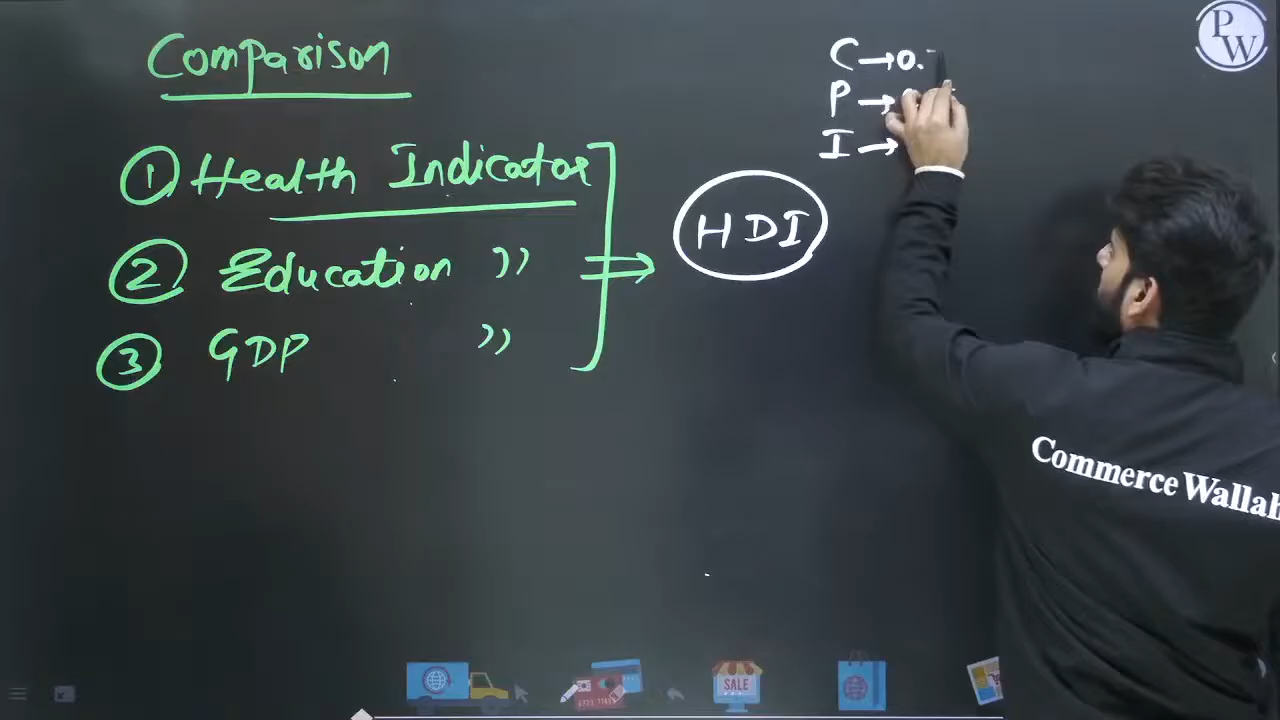 Comparison
① Health Indicator
② Education ''
③ GDP ''
HDI
C → 0.
P →
I →
PW
Commerce Wallah
SALE